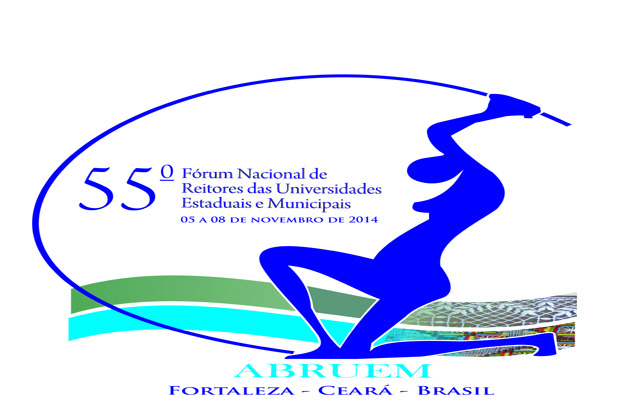 55º
Fórum Nacional de
Reitores das Universidades
Estaduais e Municipais
05 A 08 DE NOVEMBRO DE 2014
ABRUEM
FORTALEZA - CEARÁ - BRASIL